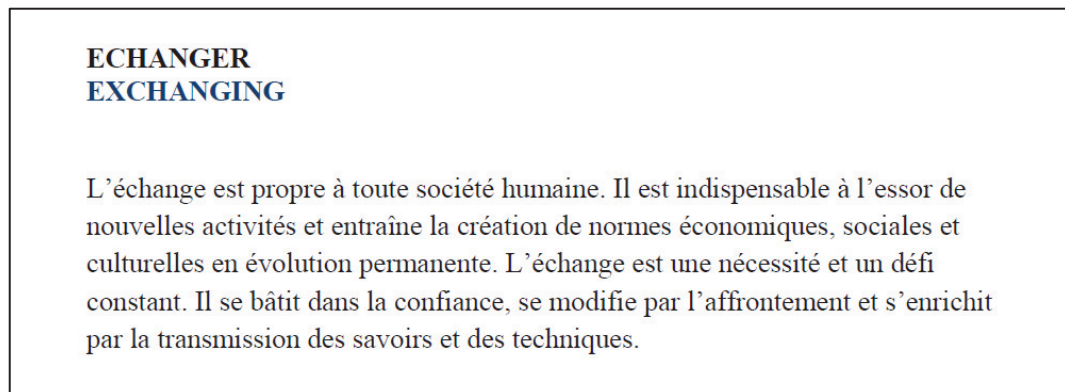 ECHANGER
EXCHANGING
L’échange est propre à toute société humaine. Il est indispensable à l’essor de
nouvelles activités et entraîne la création de normes économiques, sociales et
culturelles en évolution permanente. L’échange est une nécessité et un défi
constant. Il se bâtit dans la confiance, se modifie par l’affrontement et s’enrichit
par la transmission des savoirs et des techniques.